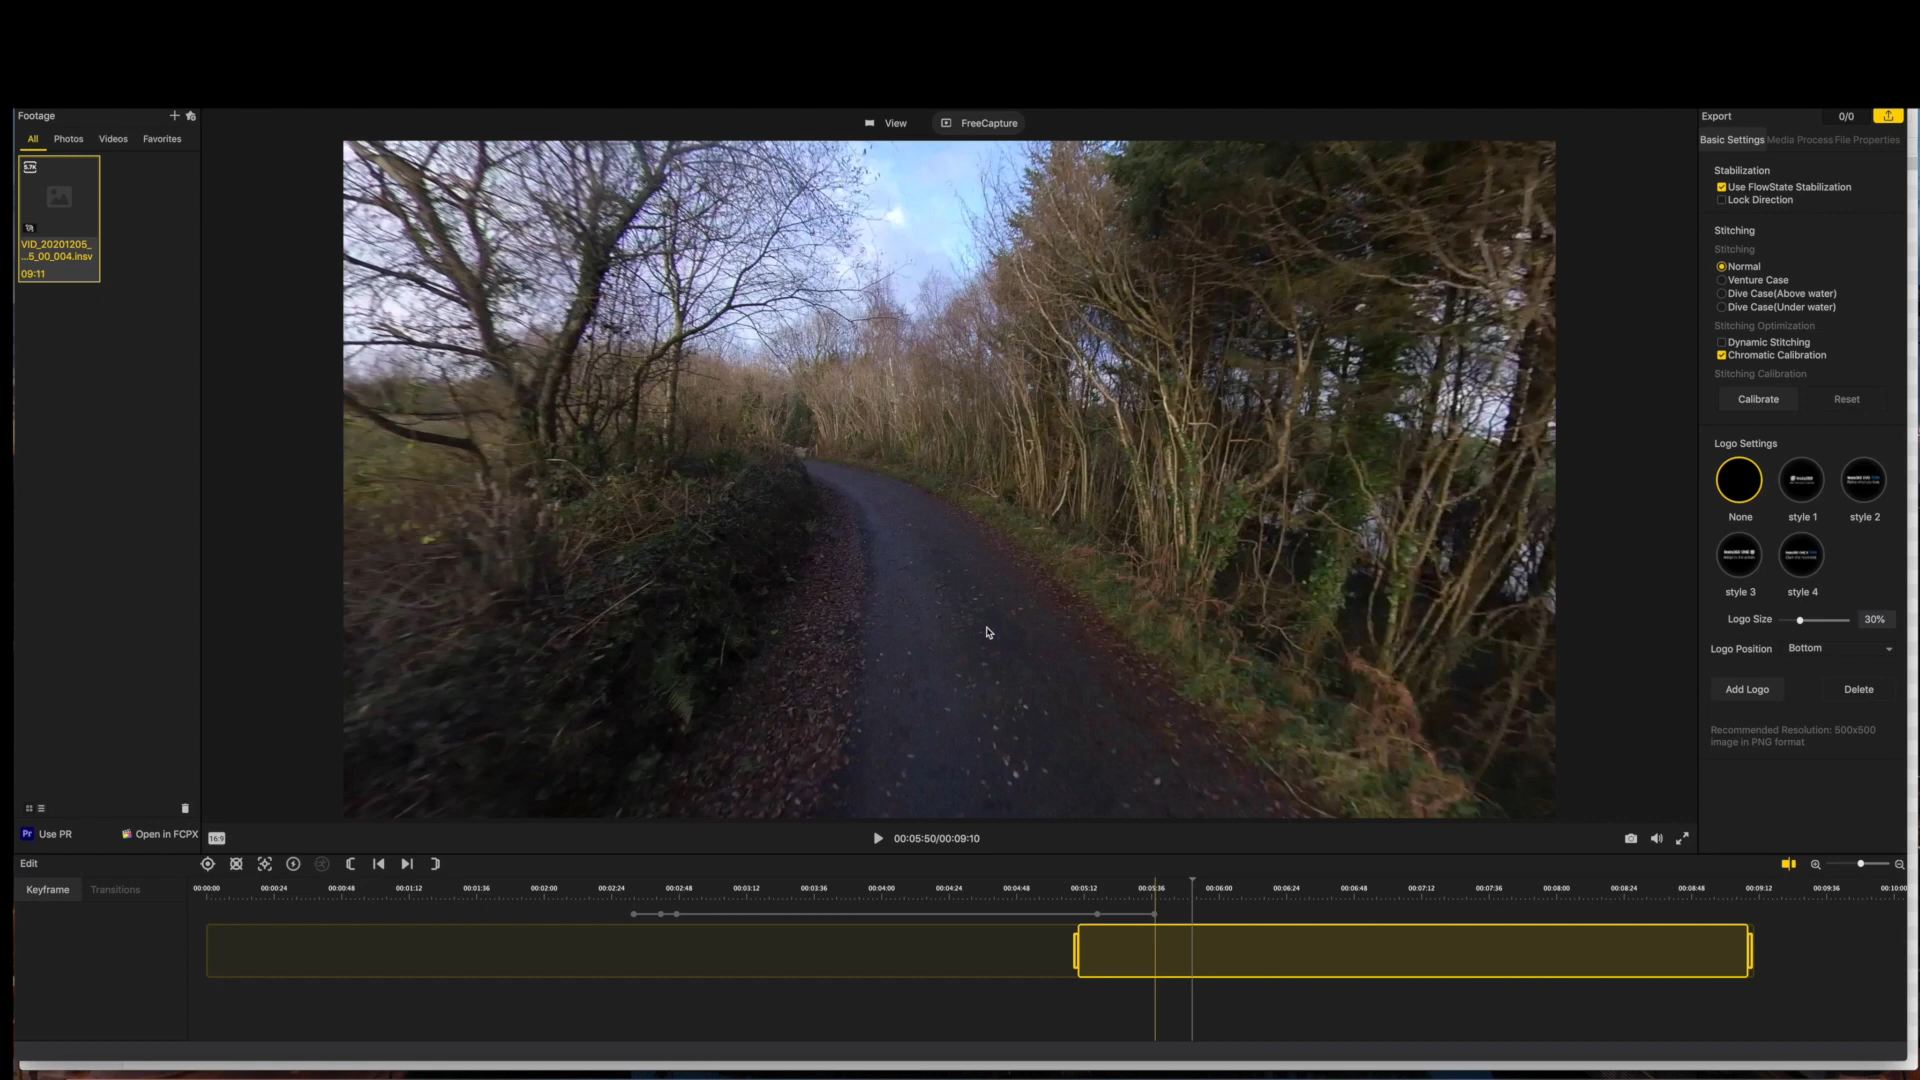 Footage
All Photos Videos Favorites
5.7K
VID_20201205_
...5_00_004.insv
09:11
Pr Use PR Open in FCPX
View FreeCapture
16:9
00:05:50/00:09:10
Export 0/0
Basic Settings Media Process File Properties
Stabilization
Use FlowState Stabilization
Lock Direction
Stitching
Stitching
Normal
Venture Case
Dive Case(Above water)
Dive Case(Under water)
Stitching Optimization
Dynamic Stitching
Chromatic Calibration
Stitching Calibration
Calibrate Reset
Logo Settings
None style 1 style 2
style 3 style 4
Logo Size 30%
Logo Position Bottom
Add Logo Delete
Recommended Resolution: 500x500
image in PNG format
Edit
Keyframe Transitions
00:00:00 00:00:24 00:00:48 00:01:12 00:01:36 00:02:00 00:02:24 00:02:48 00:03:12 00:03:36 00:04:00 00:04:24 00:04:48 00:05:12 00:05:36 00:06:00 00:06:24 00:06:48 00:07:12 00:07:36 00:08:00 00:08:24 00:08:48 00:09:12 00:09:36 00:10:00